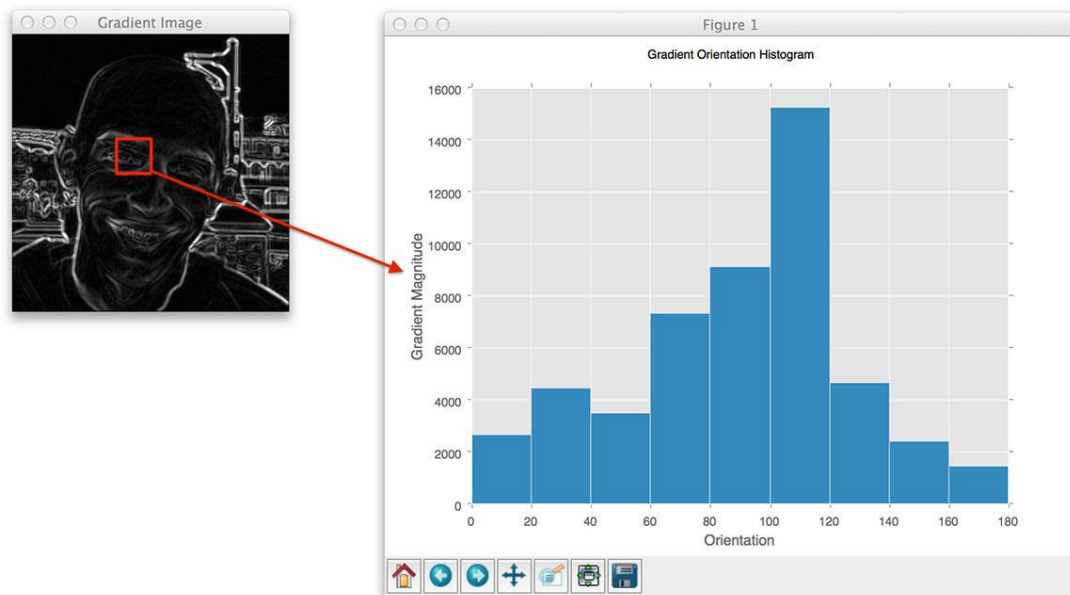 Gradient Image
Figure 1
Gradient Orientation Histogram
16000
14000
12000
10000
8000
6000
4000
2000
0
Gradient Magnitude
0 20 40 60 80 100 120 140 160 180
Orientation